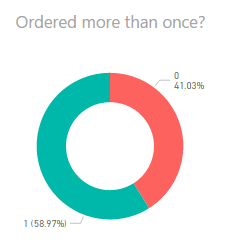 Ordered more than once?
0
41.03%
1 (58.97%)